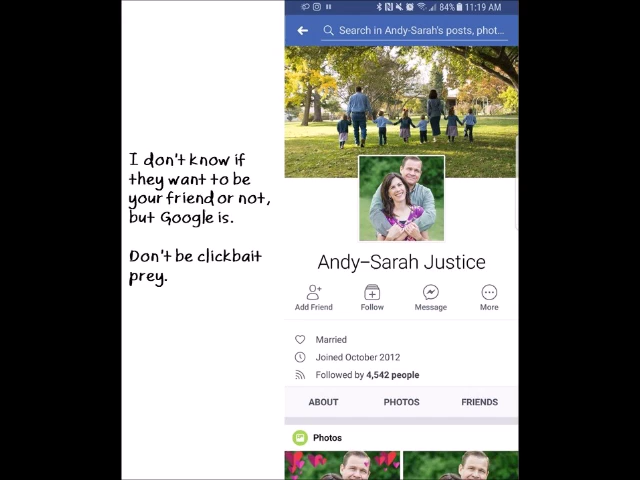 84% 11:19 AM
Search in Andy-Sarah's posts, phot...
I don't know if
they want to be
your friend or not,
but Google is.
Don't be clickbait
prey.
Andy-Sarah Justice
Add Friend Follow Message More
Married
Joined October 2012
Followed by 4,542 people
ABOUT PHOTOS FRIENDS
Photos